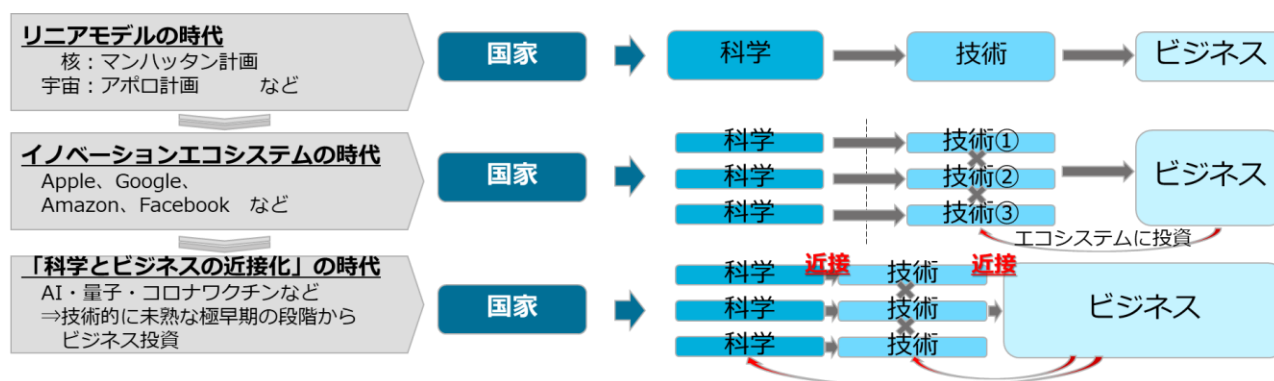 リニアモデルの時代
核：マンハッタン計画
宇宙：アポロ計画　　　など
国家
科学
技術
ビジネス
イノベーションエコシステムの時代
Apple、Google、
Amazon、Facebook　など
国家
科学
科学
科学
技術①
技術②
技術③
ビジネス
エコシステムに投資
「科学とビジネスの近接化」の時代
AI・量子・コロナワクチンなど
⇒技術的に未熟な極早期の段階から
ビジネス投資
国家
近接
近接
科学
技術
科学
技術
科学
技術
ビジネス